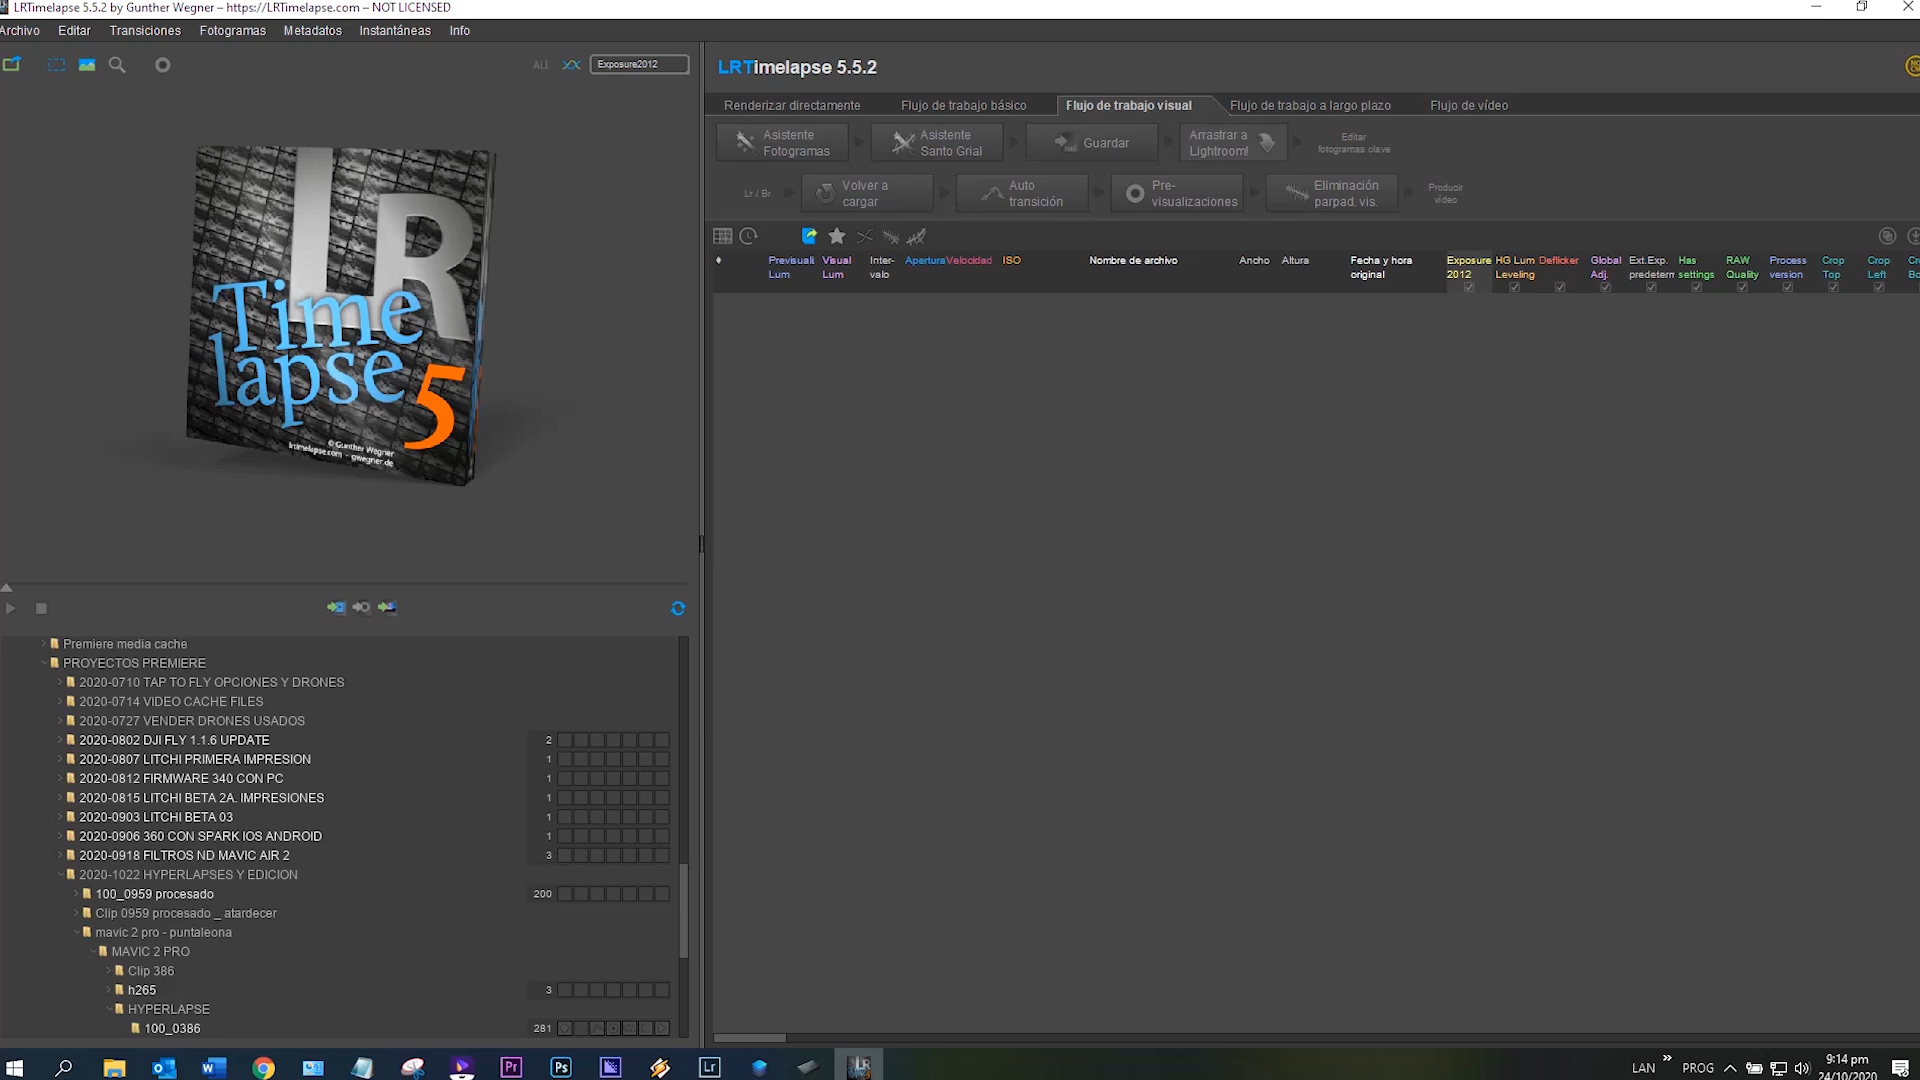 LRTimelapse 5.5.2 by Gunther Wegner – https://LRTimelapse.com – NOT LICENSED
Archivo Editar Transiciones Fotogramas Metadatos Instantáneas Info
ALL Exposure2012
LR
Time
lapse
5
© Gunther Wegner
lrtimelapse.com - gwegner.de
LRTimelapse 5.5.2
Renderizar directamente Flujo de trabajo básico Flujo de trabajo visual Flujo de trabajo a largo plazo Flujo de vídeo
Asistente Fotogramas
Asistente Santo Grial
Guardar
Arrastrar a Lightroom!
Editar fotogramas clave
Lr / Br
Volver a cargar
Auto transición
Pre-visualizaciones
Eliminación parpad. vis.
Producir vídeo
Previsuali Lum
Visual Lum
Inter-valo
Apertura
Velocidad
ISO
Nombre de archivo
Ancho
Altura
Fecha y hora original
Exposure 2012
HG Lum Leveling
Deflicker
Global Adj.
Ext.Exp. predeterm
Has settings
RAW Quality
Process version
Crop Top
Crop Left
Premiere media cache
PROYECTOS PREMIERE
2020-0710 TAP TO FLY OPCIONES Y DRONES
2020-0714 VIDEO CACHE FILES
2020-0727 VENDER DRONES USADOS
2020-0802 DJI FLY 1.1.6 UPDATE 2
2020-0807 LITCHI PRIMERA IMPRESION 1
2020-0812 FIRMWARE 340 CON PC 1
2020-0815 LITCHI BETA 2A. IMPRESIONES 1
2020-0903 LITCHI BETA 03 1
2020-0906 360 CON SPARK IOS ANDROID 1
2020-0918 FILTROS ND MAVIC AIR 2 3
2020-1022 HYPERLAPSES Y EDICION
100_0959 procesado 200
Clip 0959 procesado _ atardecer
mavic 2 pro - puntaleona
MAVIC 2 PRO
Clip 386
h265 3
HYPERLAPSE
100_0386 281
LAN » PROG
9:14 pm
24/10/2020